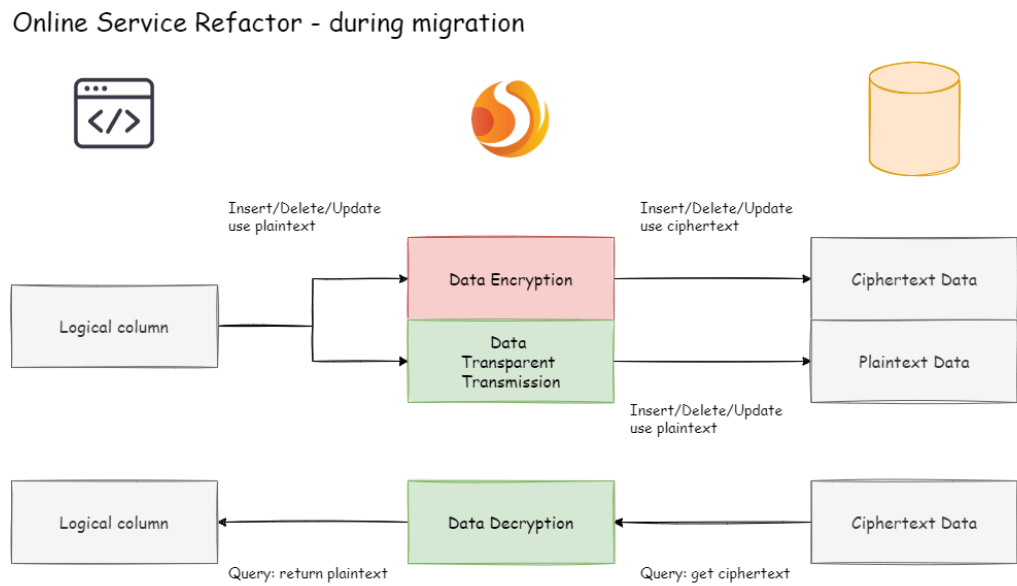 Online Service Refactor - during migration
</>
Insert/Delete/Update
use plaintext
Insert/Delete/Update
use ciphertext
Logical column
Data Encryption
Ciphertext Data
Data
Transparent
Transmission
Plaintext Data
Insert/Delete/Update
use plaintext
Logical column
Data Decryption
Ciphertext Data
Query: return plaintext
Query: get ciphertext